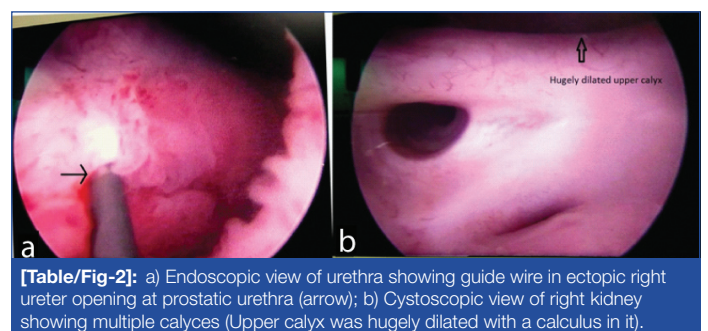 Hugely dilated upper calyx
a
b
[Table/Fig-2]: a) Endoscopic view of urethra showing guide wire in ectopic right
ureter opening at prostatic urethra (arrow); b) Cystoscopic view of right kidney
showing multiple calyces (Upper calyx was hugely dilated with a calculus in it).